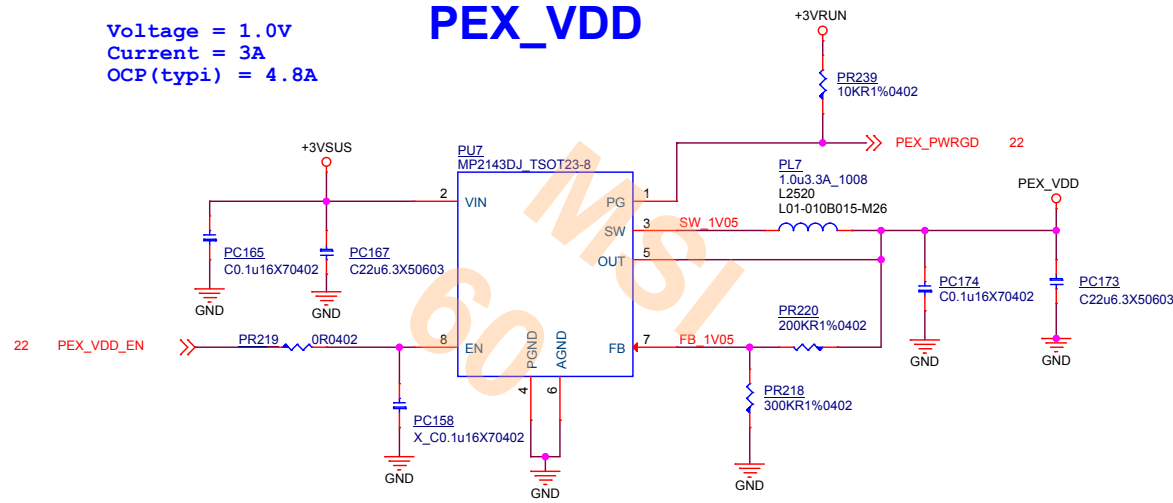 PEX_VDD
Voltage = 1.0V
Current = 3A
OCP(typi) = 4.8A
+3VRUN
PR239
10KR1%0402
PEX_PWRGD 22
+3VSUS
PU7
MP2143DJ_TSOT23-8
PL7
1.0u3.3A_1008
L2520
L01-010B015-M26
PEX_VDD
2 VIN
PG 1
SW 3
SW_1V05
OUT 5
PC165
C0.1u16X70402
PC167
C22u6.3X50603
GND
GND
PC174
C0.1u16X70402
PC173
C22u6.3X50603
GND
GND
PR220
200KR1%0402
22 PEX_VDD_EN
PR219 0R0402
8 EN
FB 7
FB_1V05
PGND
AGND
4
6
PR218
300KR1%0402
PC158
X_C0.1u16X70402
GND
GND
GND
MSI
60